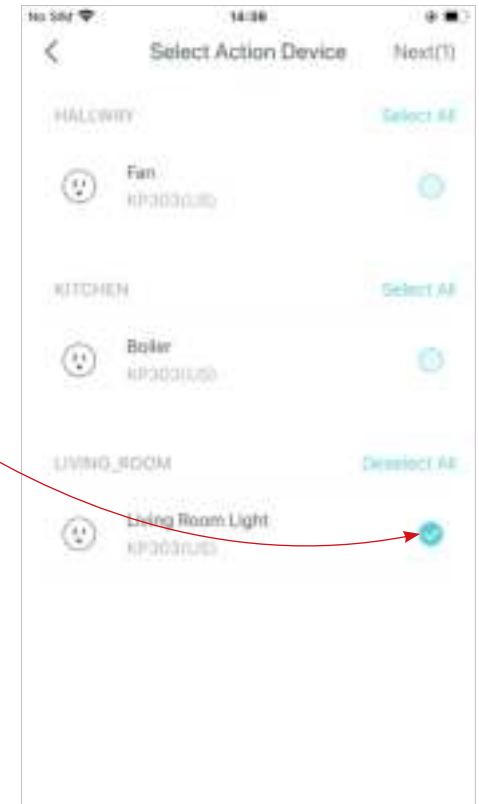 No SIM 14:36
Select Action Device Next(1)
HALLWAY Select All
Fan
KP303(US)
KITCHEN Select All
Boiler
KP303(US)
LIVING_ROOM Deselect All
Living Room Light
KP303(US)